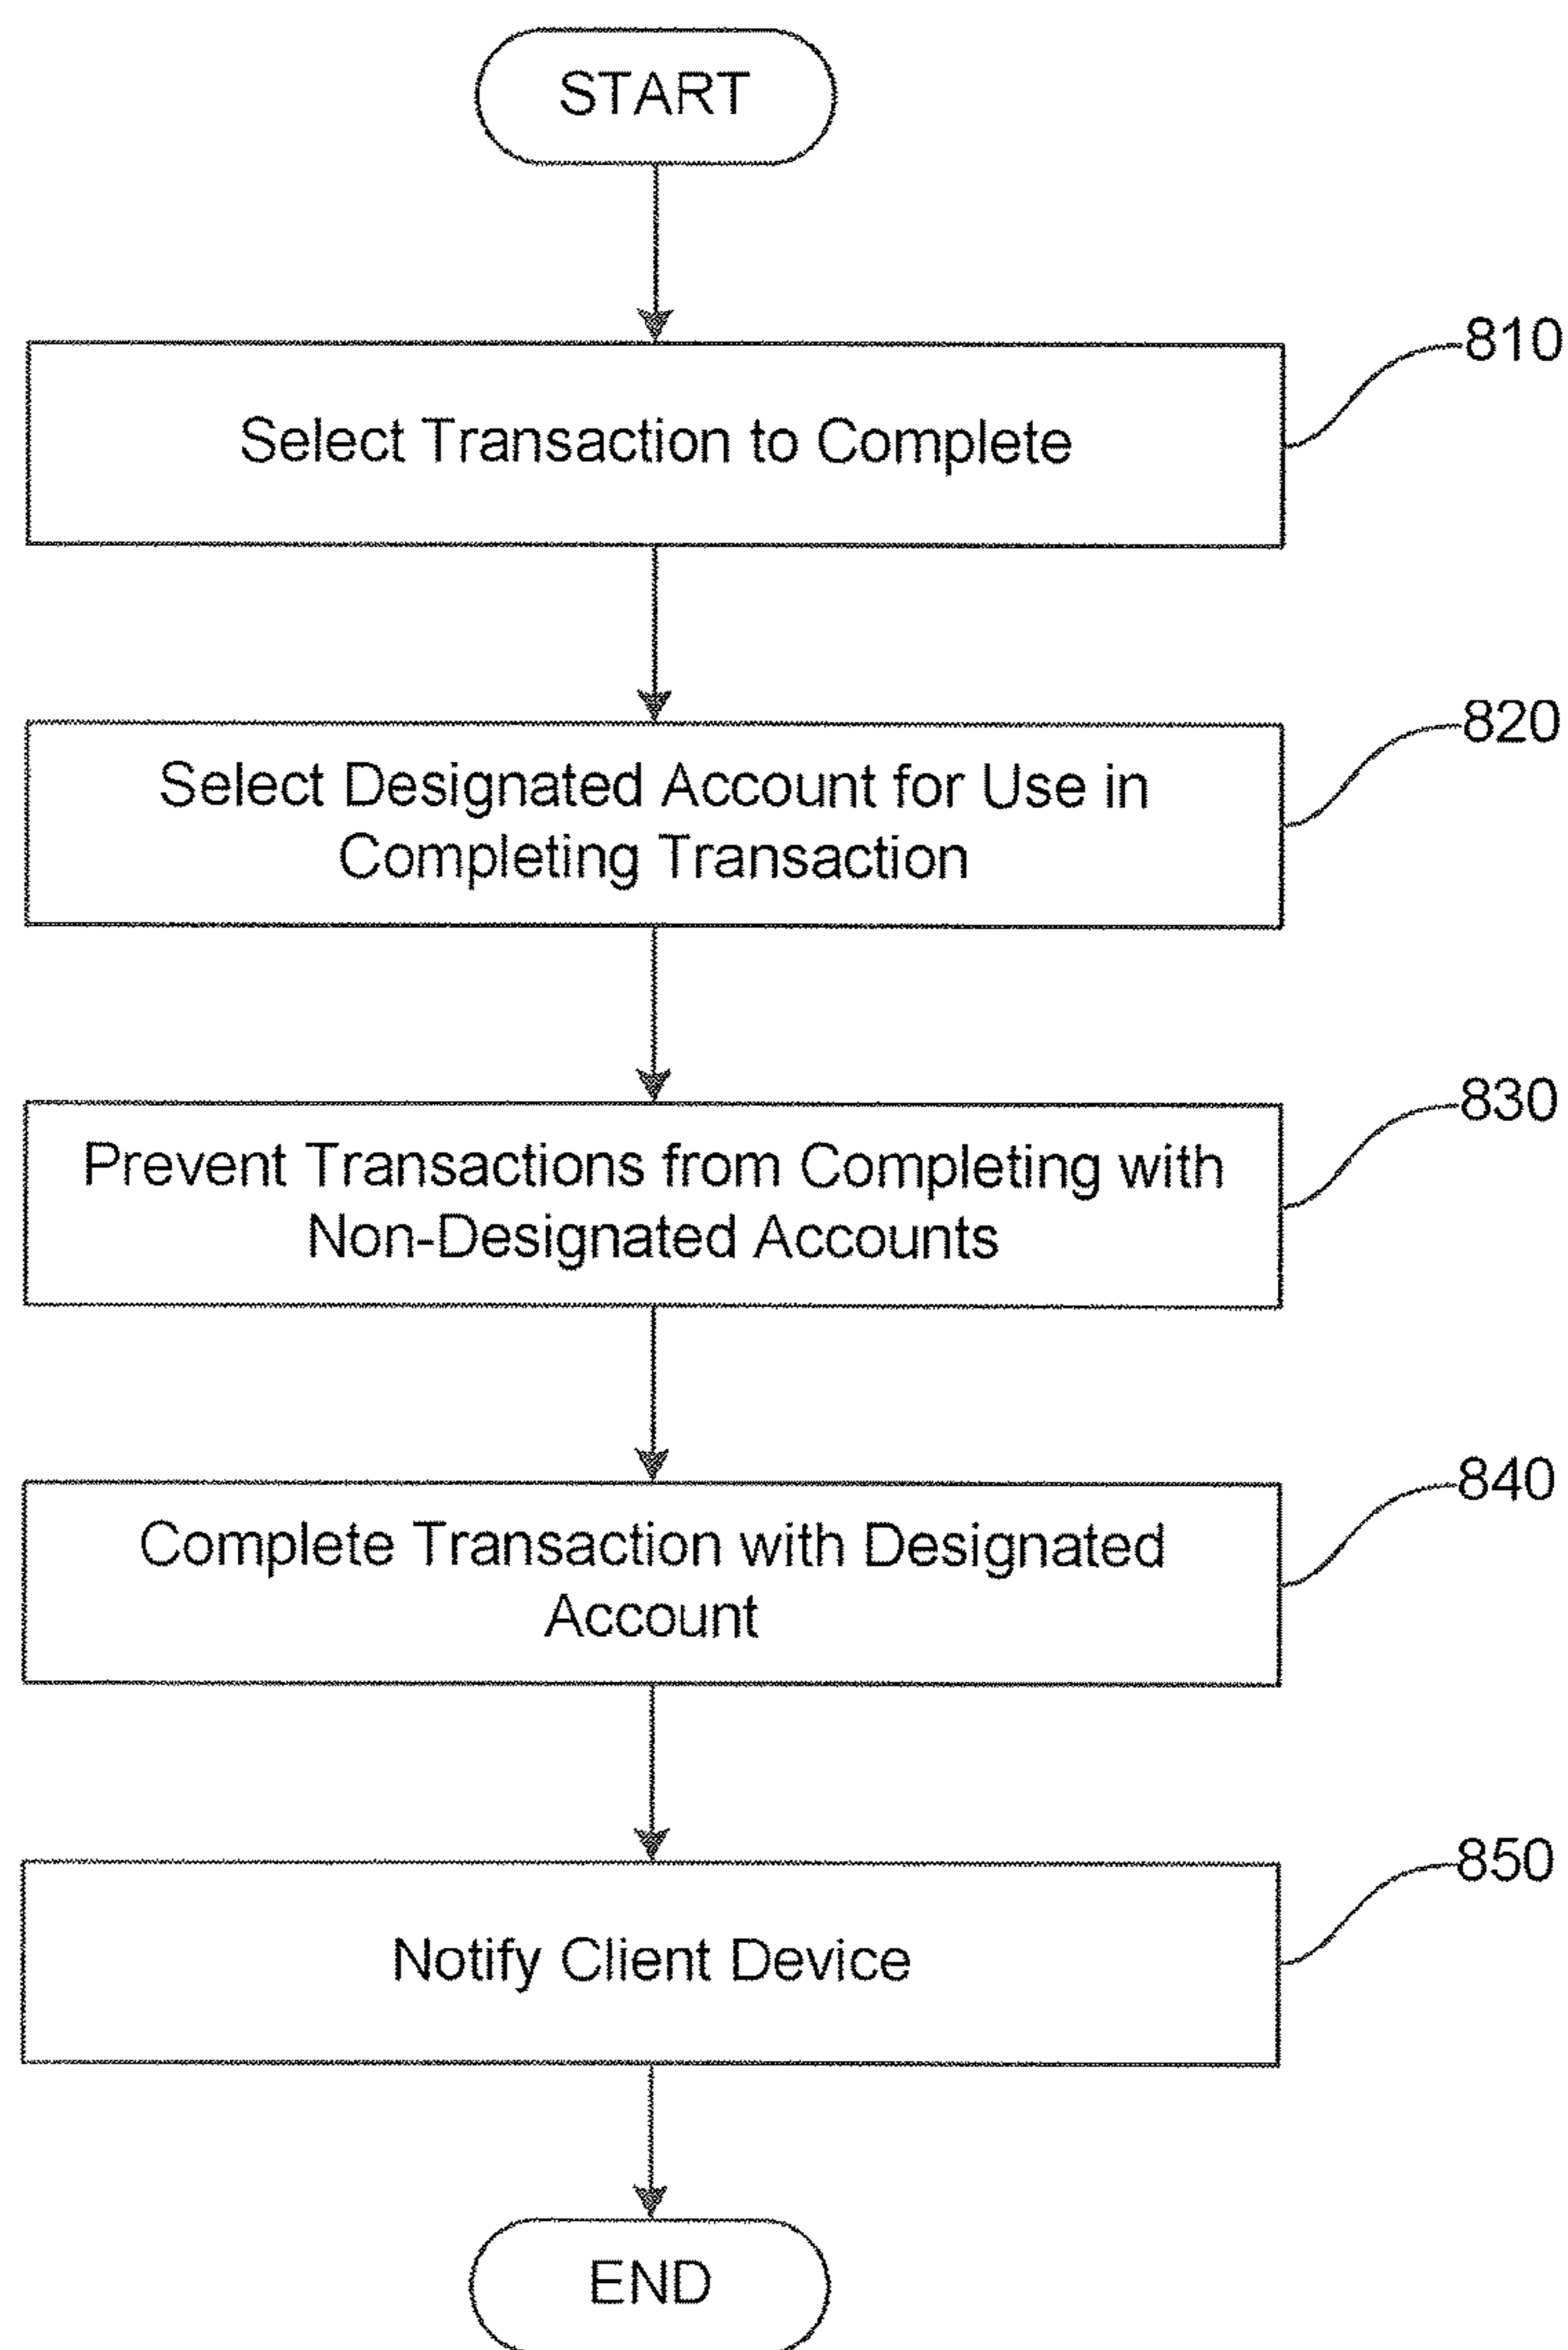 START
810
Select Transaction to Complete
820
Select Designated Account for Use in
Completing Transaction
830
Prevent Transactions from Completing with
Non-Designated Accounts
840
Complete Transaction with Designated
Account
850
Notify Client Device
END